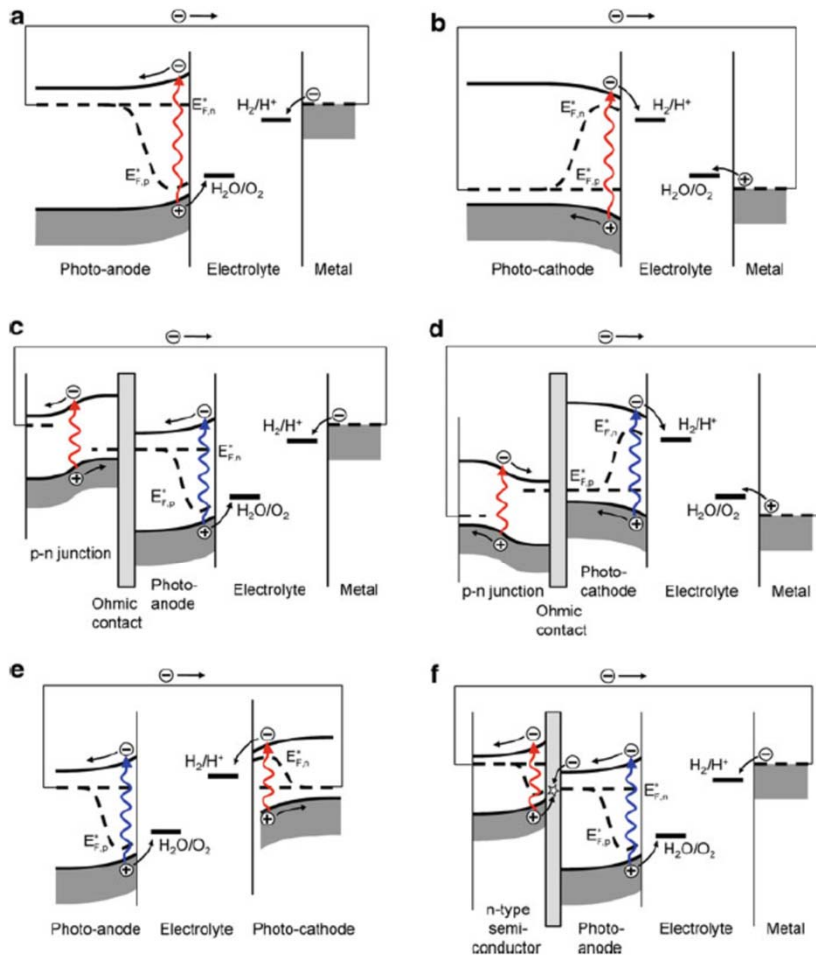 a
⊖
E*F,n
H2/H+
⊖
⊖
E*F,p
H2O/O2
⊕
Photo-anode
Electrolyte
Metal
b
⊖
⊖
H2/H+
E*F,n
E*F,p
H2O/O2
⊕
⊕
Photo-cathode
Electrolyte
Metal
c
⊖
⊖
⊖
H2/H+
⊖
E*F,n
E*F,p
H2O/O2
⊕
⊕
p-n junction
Ohmic
contact
Photo-
anode
Electrolyte
Metal
d
⊖
⊖
H2/H+
E*F,n
⊖
E*F,p
H2O/O2
⊕
⊕
⊕
p-n junction
Ohmic
contact
Photo-
cathode
Electrolyte
Metal
e
⊖
⊖
⊖
H2/H+
E*F,n
E*F,p
H2O/O2
⊕
⊕
Photo-anode
Electrolyte
Photo-cathode
f
⊖
⊖
⊖
⊖
⊖
H2/H+
E*F,n
E*F,p
H2O/O2
⊕
⊕
n-type
semi-
conductor
Photo-
anode
Electrolyte
Metal